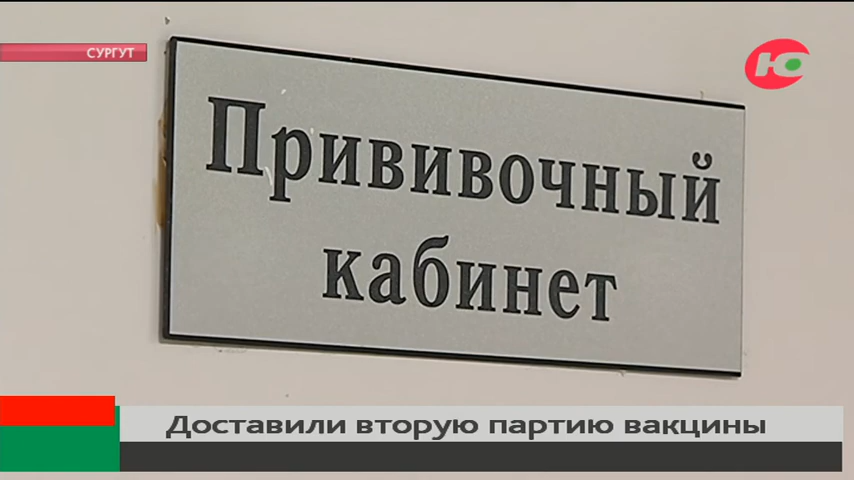 СУРГУТ
Ю
Прививочный
кабинет
Доставили вторую партию вакцины